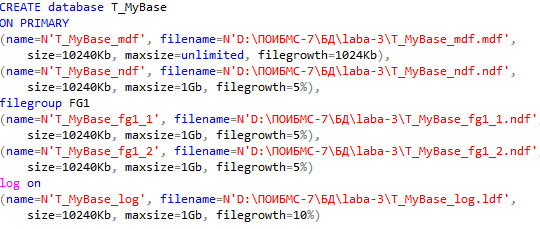 CREATE database T_MyBase
ON PRIMARY
(name=N'T_MyBase_mdf', filename=N'D:\ПОИБМС-7\БД\laba-3\T_MyBase_mdf.mdf',
size=10240Kb, maxsize=unlimited, filegrowth=1024Kb),
(name=N'T_MyBase_ndf', filename=N'D:\ПОИБМС-7\БД\laba-3\T_MyBase_ndf.ndf',
size=10240Kb, maxsize=1Gb, filegrowth=5%),
filegroup FG1
(name=N'T_MyBase_fg1_1', filename=N'D:\ПОИБМС-7\БД\laba-3\T_MyBase_fg1_1.ndf'
size=10240Kb, maxsize=1Gb, filegrowth=5%),
(name=N'T_MyBase_fg1_2', filename=N'D:\ПОИБМС-7\БД\laba-3\T_MyBase_fg1_2.ndf'
size=10240Kb, maxsize=1Gb, filegrowth=5%)
log on
(name=N'T_MyBase_log', filename=N'D:\ПОИБМС-7\БД\laba-3\T_MyBase_log.ldf',
size=10240Kb, maxsize=1Gb, filegrowth=10%)